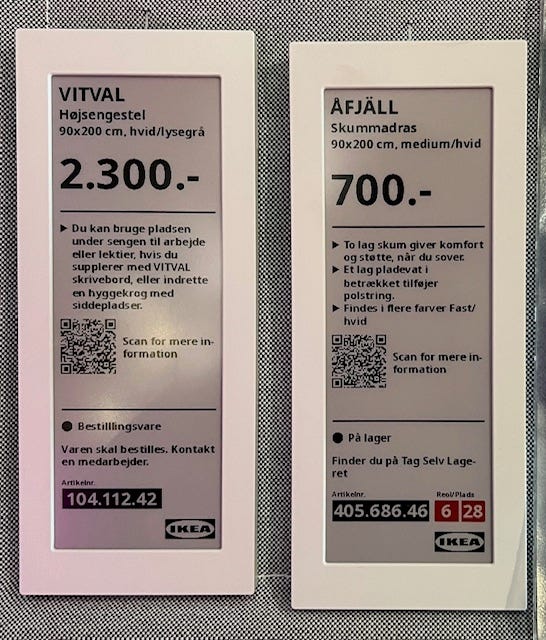 VITVAL
Højsengestel
90x200 cm, hvid/lysegrå
2.300.-
▶ Du kan bruge pladsen
under sengen til arbejde
eller lektier, hvis du
supplerer med VITVAL
skrivebord, eller indrette
en hyggekrog med
siddepladser.
Scan for mere in-
formation
● Bestilllingsvare
Varen skal bestilles. Kontakt
en medarbejder.
Artikelnr.
104.112.42
IKEA
ÅFJÄLL
Skummadras
90x200 cm, medium/hvid
700.-
▶ To lag skum giver komfort
og støtte, når du sover.
▶ Et lag pladevat i
betrækket tilføjer
polstring.
▶ Findes i flere farver Fast/
hvid
Scan for mere in-
formation
● På lager
Finder du på Tag Selv Lage-
ret
Artikelnr. Reol/Plads
405.686.46 6 28
IKEA